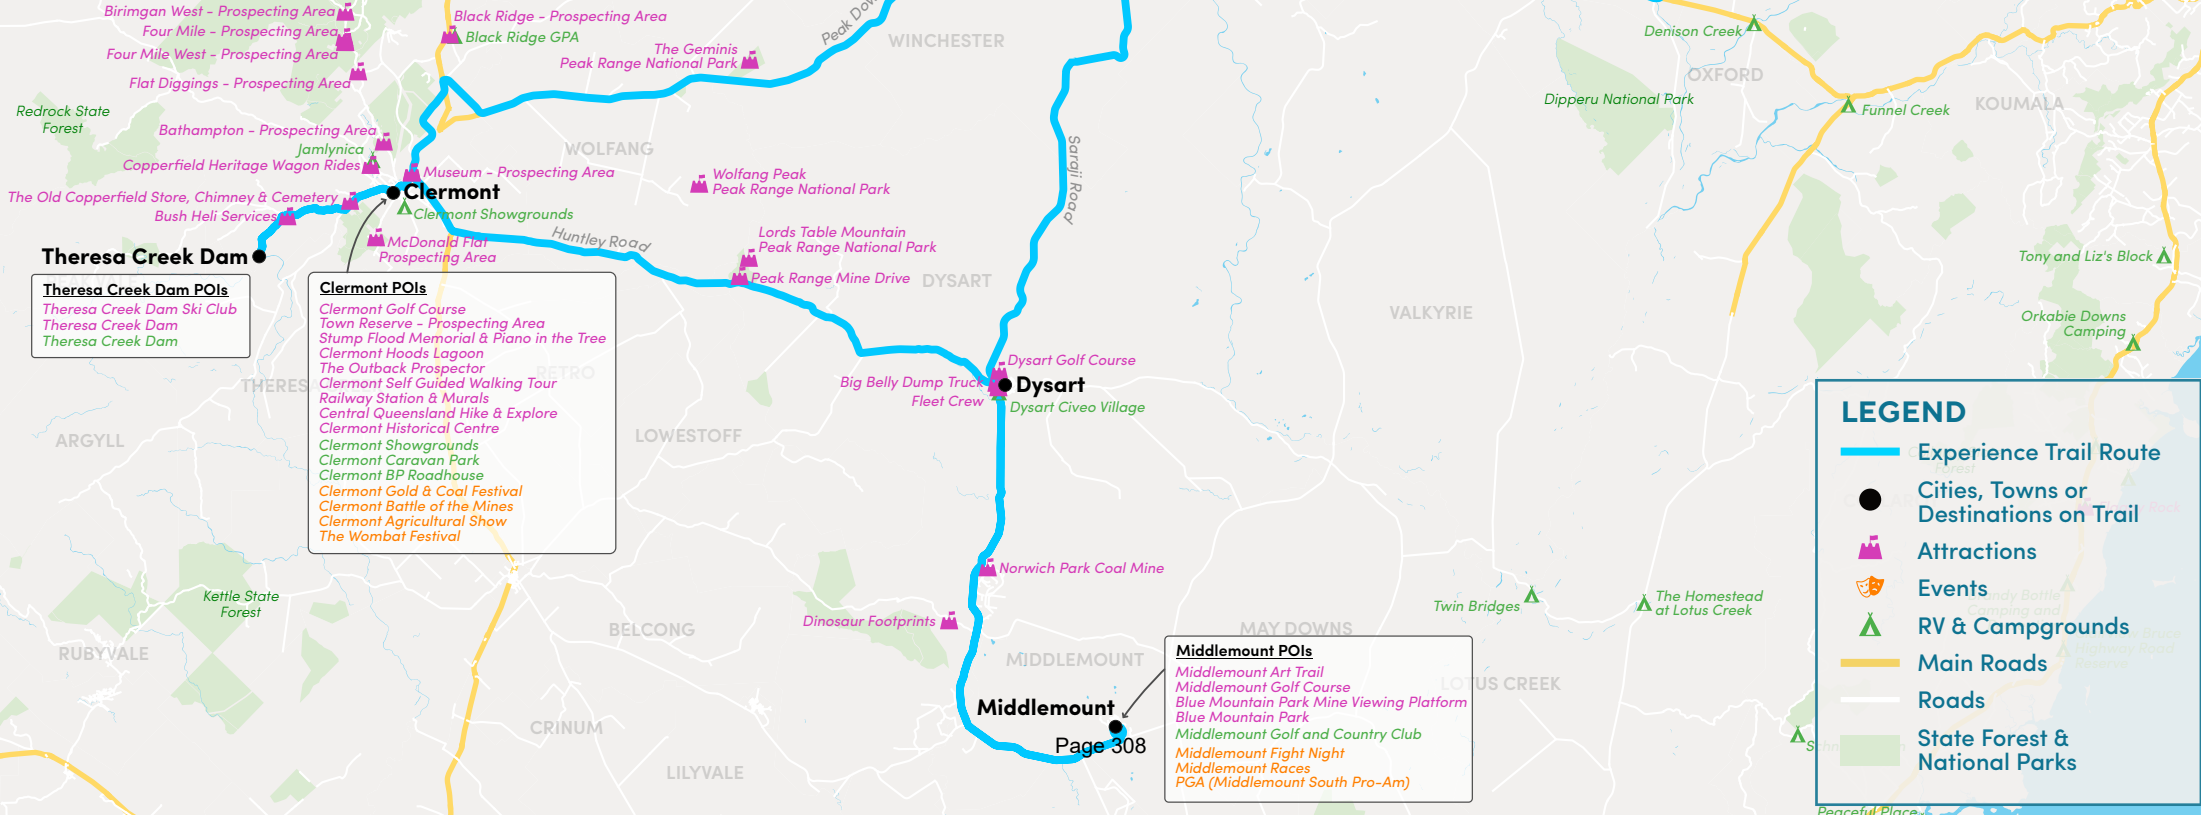 Birimgan West - Prospecting Area
Four Mile - Prospecting Area
Four Mile West - Prospecting Area
Flat Diggings - Prospecting Area
Black Ridge - Prospecting Area
Black Ridge GPA
The Geminis
Peak Range National Park
WINCHESTER
Denison Creek
OXFORD
Dipperu National Park
Funnel Creek
KOUMALA
Redrock State
Forest
Bathampton - Prospecting Area
Jamlynica
Copperfield Heritage Wagon Rides
WOLFANG
Museum - Prospecting Area
Wolfang Peak
Peak Range National Park
Saraji Road
The Old Copperfield Store, Chimney & Cemetery
Bush Heli Services
Clermont
Clermont Showgrounds
Huntley Road
McDonald Flat
Prospecting Area
Lords Table Mountain
Peak Range National Park
Peak Range Mine Drive
DYSART
VALKYRIE
Tony and Liz's Block
Orkabie Downs
Camping
Theresa Creek Dam
Theresa Creek Dam POIs
Theresa Creek Dam Ski Club
Theresa Creek Dam
Theresa Creek Dam
Clermont POIs
Clermont Golf Course
Town Reserve - Prospecting Area
Stump Flood Memorial & Piano in the Tree
Clermont Hoods Lagoon
The Outback Prospector
Clermont Self Guided Walking Tour
Railway Station & Murals
Central Queensland Hike & Explore
Clermont Historical Centre
Clermont Showgrounds
Clermont Caravan Park
Clermont BP Roadhouse
Clermont Gold & Coal Festival
Clermont Battle of the Mines
Clermont Agricultural Show
The Wombat Festival
THERESA
RETRO
Dysart Golf Course
Big Belly Dump Truck
Fleet Crew
Dysart
Dysart Civeo Village
ARGYLL
LOWESTOFF
Norwich Park Coal Mine
Kettle State
Forest
Dinosaur Footprints
BELCONG
RUBYVALE
Twin Bridges
The Homestead
at Lotus Creek
MAY DOWNS
MIDDLEMOUNT
LOTUS CREEK
Middlemount
Page 308
CRINUM
LILYVALE
Middlemount POIs
Middlemount Art Trail
Middlemount Golf Course
Blue Mountain Park Mine Viewing Platform
Blue Mountain Park
Middlemount Golf and Country Club
Middlemount Fight Night
Middlemount Races
PGA (Middlemount South Pro-Am)
LEGEND
Experience Trail Route
Cities, Towns or
Destinations on Trail
Attractions
Events
RV & Campgrounds
Main Roads
Roads
State Forest &
National Parks
Peaceful Place